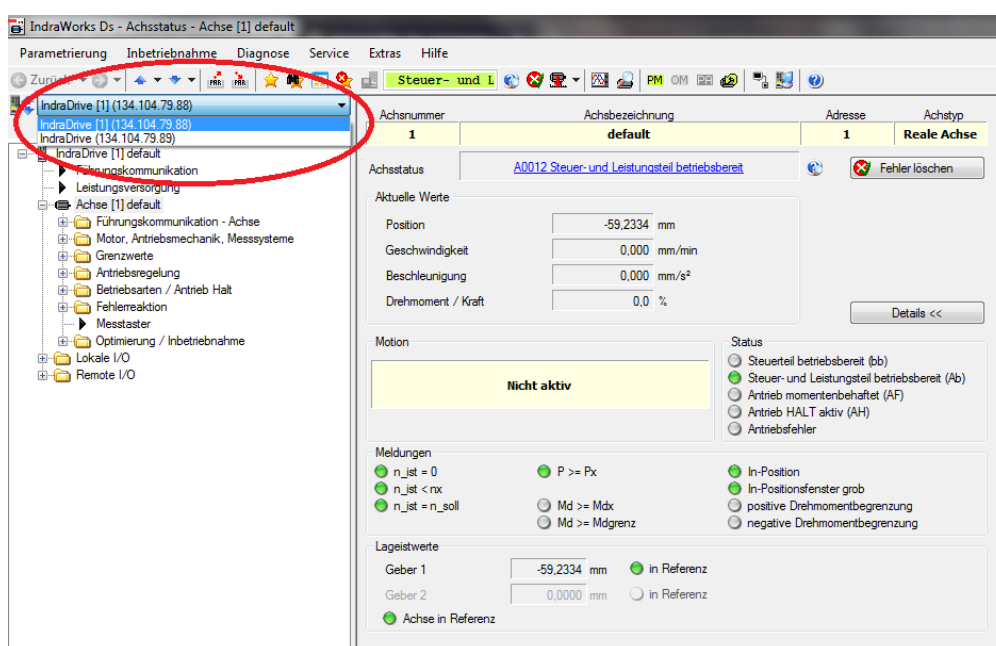 IndraWorks Ds - Achsstatus - Achse [1] default
Parametrierung Inbetriebnahme Diagnose Service Extras Hilfe
Zurück Steuer- und L PM OM
IndraDrive [1] (134.104.79.88)
IndraDrive [1] (134.104.79.88)
IndraDrive (134.104.79.89)
IndraDrive [1] default
Führungskommunikation
Leistungsversorgung
Achse [1] default
Führungskommunikation - Achse
Motor, Antriebsmechanik, Messsysteme
Grenzwerte
Antriebsregelung
Betriebsarten / Antrieb Halt
Fehlerreaktion
Messtaster
Optimierung / Inbetriebnahme
Lokale I/O
Remote I/O
Achsnummer Achsbezeichnung Adresse Achstyp
1 default 1 Reale Achse
Achsstatus A0012 Steuer- und Leistungsteil betriebsbereit Fehler löschen
Aktuelle Werte
Position -59,2334 mm
Geschwindigkeit 0,000 mm/min
Beschleunigung 0,000 mm/s²
Drehmoment / Kraft 0,0 %
Details <<
Motion
Nicht aktiv
Status
Steuerteil betriebsbereit (bb)
Steuer- und Leistungsteil betriebsbereit (Ab)
Antrieb momentenbehaftet (AF)
Antrieb HALT aktiv (AH)
Antriebsfehler
Meldungen
n_ist = 0 P >= Px In-Position
n_ist < nx In-Positionsfenster grob
n_ist = n_soll Md >= Mdx positive Drehmomentbegrenzung
Md >= Mdgrenz negative Drehmomentbegrenzung
Lageistwerte
Geber 1 -59,2334 mm in Referenz
Geber 2 0,0000 mm in Referenz
Achse in Referenz